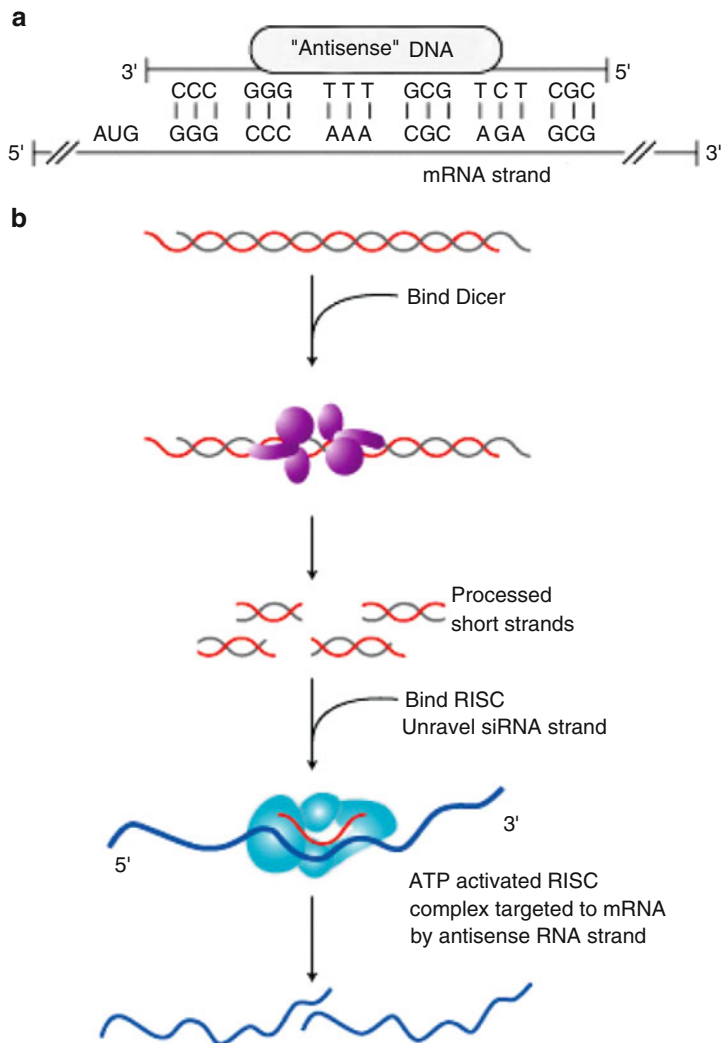 a
"Antisense" DNA
3' 5'
CCC GGG T T T GCG T C T CGC
AUG GGG CCC AAA CGC AGA GCG
5' 3'
mRNA strand
b
Bind Dicer
Processed
short strands
Bind RISC
Unravel siRNA strand
3'
5'
ATP activated RISC
complex targeted to mRNA
by antisense RNA strand